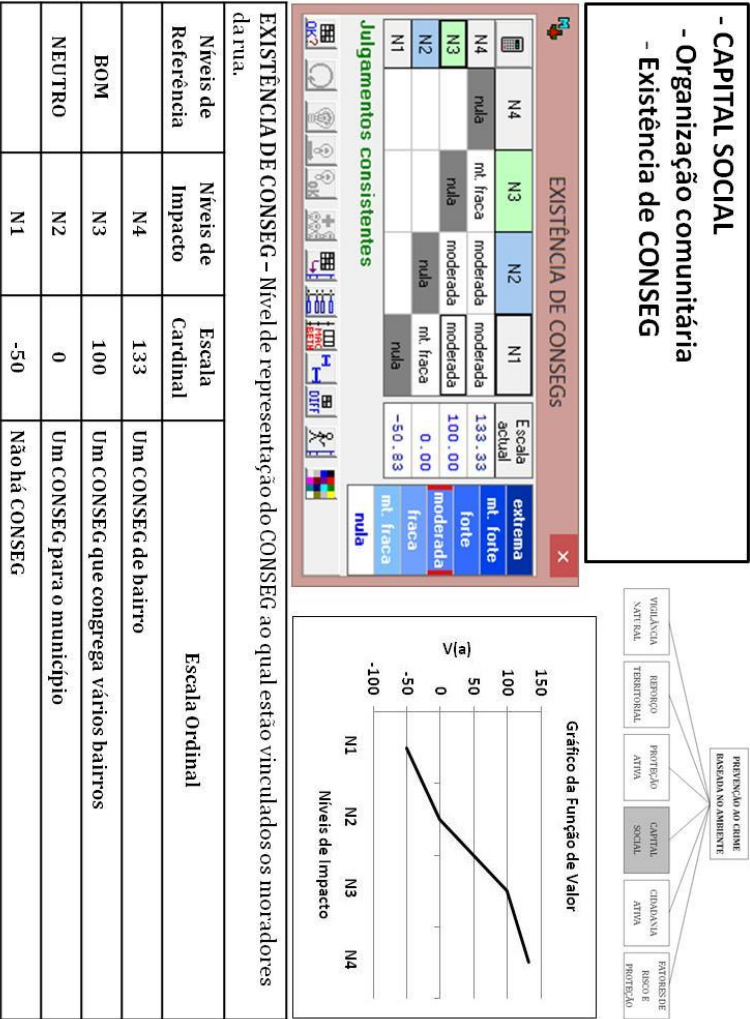 - CAPITAL SOCIAL
- Organização comunitária
- Existência de CONSEG
PREVENÇÃO AO CRIME
BASEADA NO AMBIENTE
VIGILÂNCIA
NATURAL
REFORÇO
TERRITORIAL
PROTEÇÃO
ATIVA
CAPITAL
SOCIAL
CIDADANIA
ATIVA
FATORES DE
RISCO E
PROTEÇÃO
EXISTÊNCIA DE CONSEGs
x
N4 N3 N2 N1 Escala actual
N4 nula mt. fraca moderada moderada 133.33
N3 nula moderada moderada 100.00
N2 nula mt. fraca 0.00
N1 nula -50.83
extrema
mt. forte
forte
moderada
fraca
mt. fraca
nula
Julgamentos consistentes
OK?
OK
DIFF
Gráfico da Função de Valor
V(a)
150
100
50
0
-50
-100
N1 N2 N3 N4
Níveis de Impacto
EXISTÊNCIA DE CONSEG – Nível de representação do CONSEG ao qual estão vinculados os moradores
da rua.
Níveis de Referência Níveis de Impacto Escala Cardinal Escala Ordinal
N4 133 Um CONSEG de bairro
BOM N3 100 Um CONSEG que congrega vários bairros
NEUTRO N2 0 Um CONSEG para o município
N1 -50 Não há CONSEG